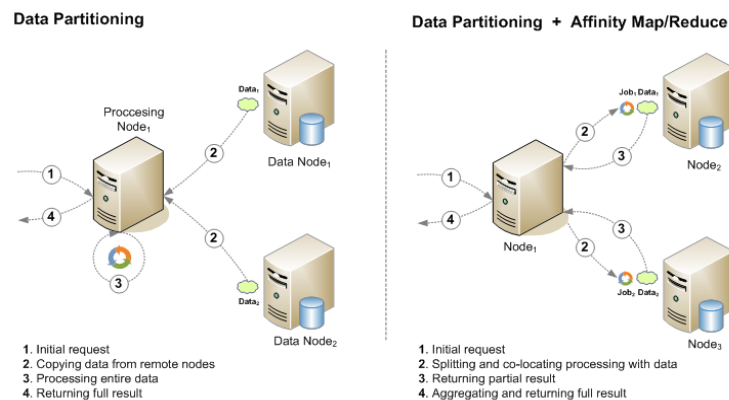 Data Partitioning
Proccesing
Node1
Data1
Data Node1
1
2
4
2
3
Data2
Data Node2
1. Initial request
2. Copying data from remote nodes
3. Processing entire data
4. Returning full result
Data Partitioning + Affinity Map/Reduce
Job1 Data1
2
3
Node2
1
4
Node1
2
3
Job2 Data2
Node3
1. Initial request
2. Splitting and co-locating processing with data
3. Returning partial result
4. Aggregating and returning full result